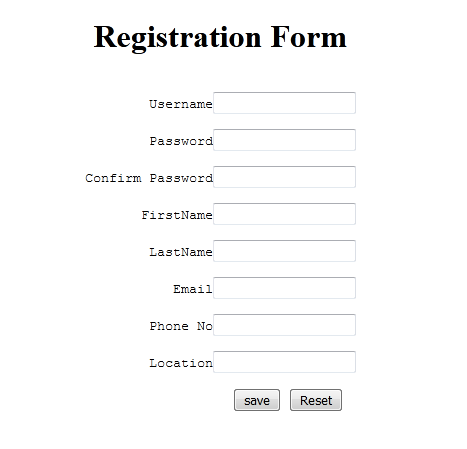 Registration Form
Username
Password
Confirm Password
FirstName
LastName
Email
Phone No
Location
save Reset